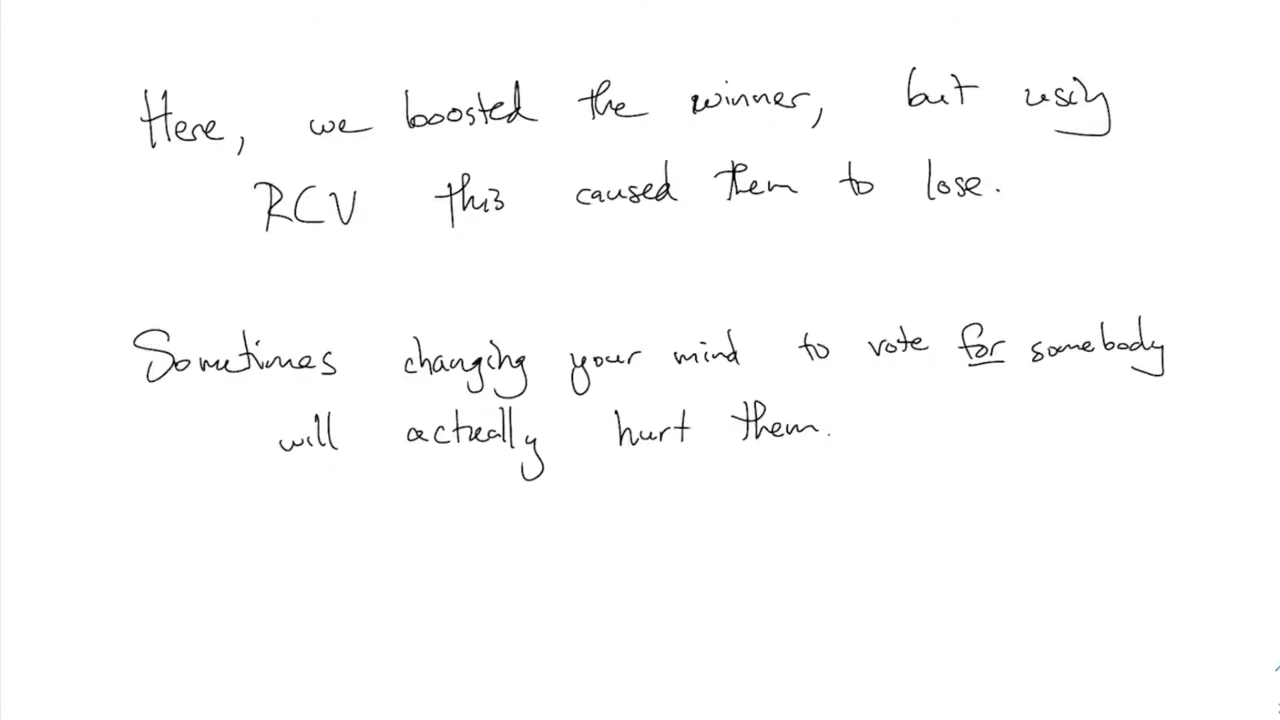 Here, we boosted the winner, but using
RCV this caused them to lose.
Sometimes changing your mind to vote for somebody
will actually hurt them.